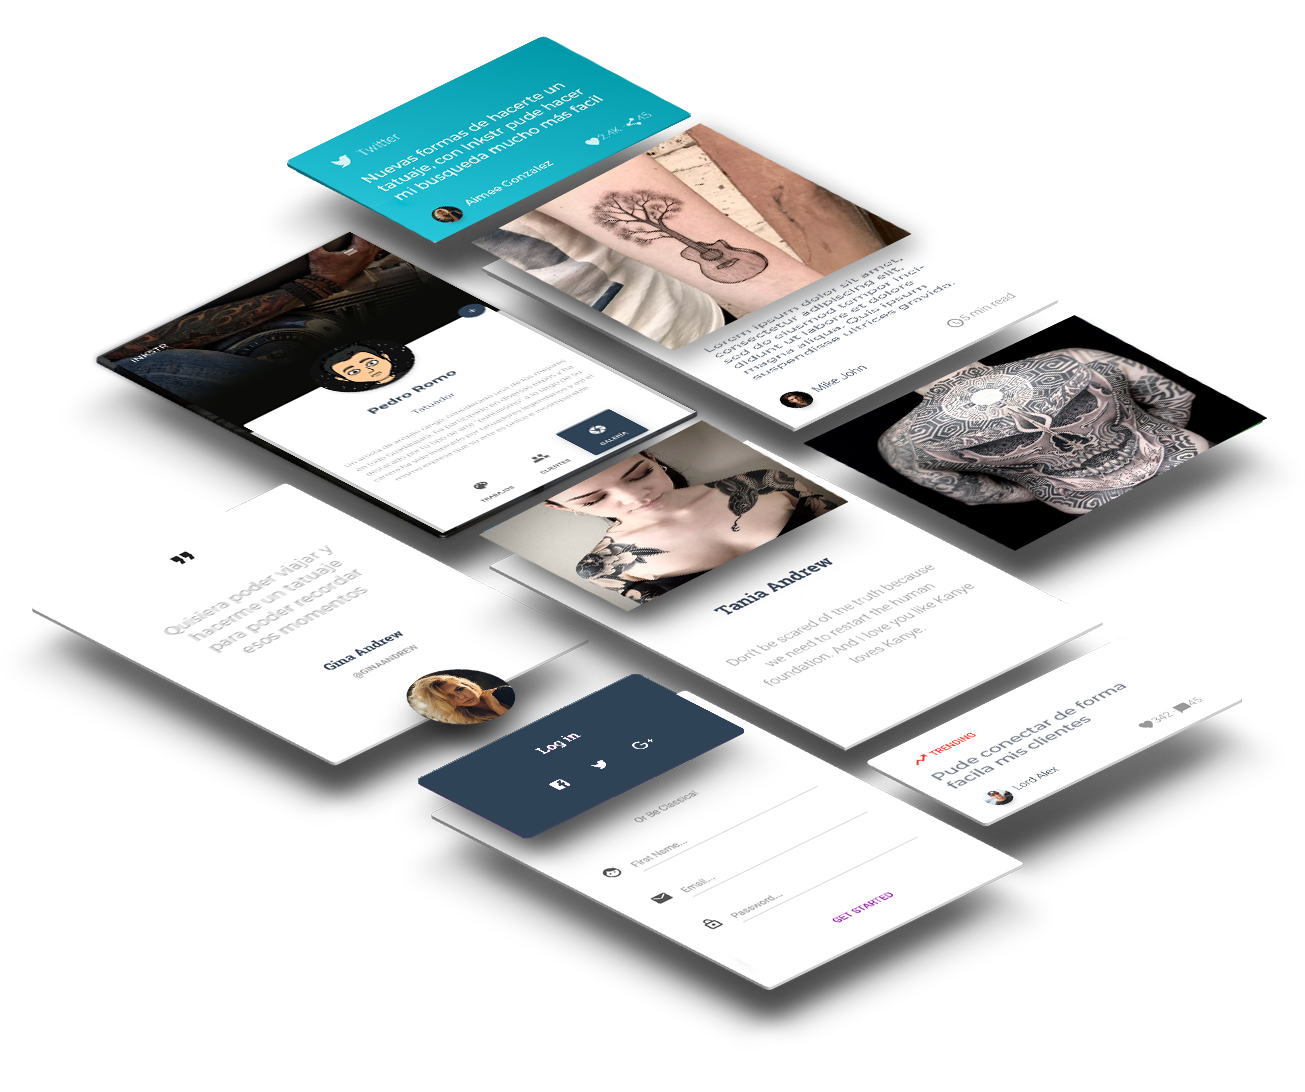 Twitter
Nuevas formas de hacerte un
tatuaje, con Inkstr pude hacer
mi busqueda mucho más facil
Aimee Gonzalez
2.4K
45
Lorem ipsum dolor sit amet,
consectetur adipiscing elit,
sed do eiusmod tempor inci-
didunt ut labore et dolore
magna aliqua. Quis ipsum
suspendisse ultrices gravida.
Mike John
5 min read
INKSTR
+
Pedro Romo
Tatuador
GALERIA
CLIENTES
TRABAJOS
Quisiera poder viajar y
hacerme un tatuaje
para poder recordar
esos momentos
Gina Andrew
@GINAANDREW
Tania Andrew
Don't be scared of the truth because
we need to restart the human
foundation. And I love you like Kanye
loves Kanye.
TRENDING
Pude conectar de forma
facila mis clientes
Lord Alex
342
45
Log in
G+
Or Be Classical
First Name...
Email...
Password...
GET STARTED